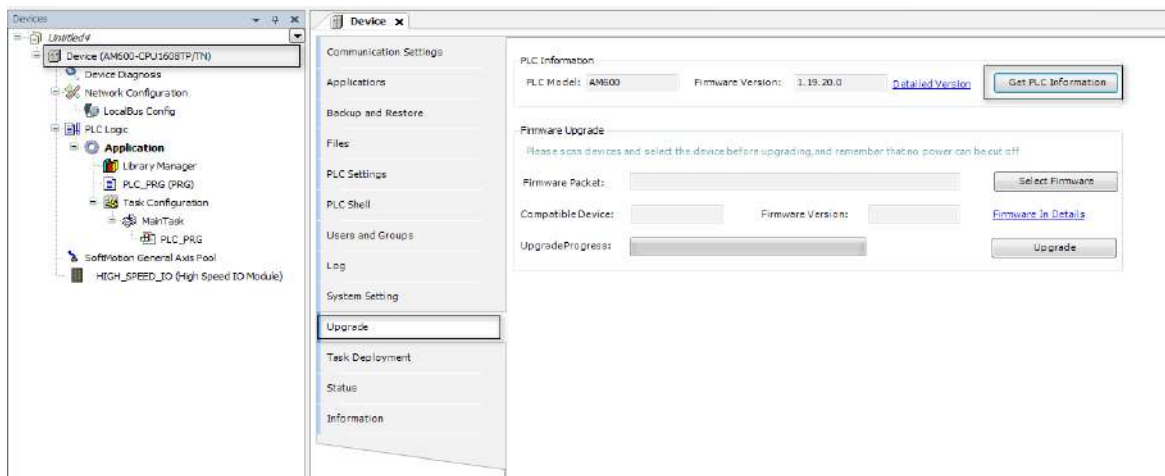 Devices
Untitled4
Device (AM600-CPU1608TP/TN)
Device Diagnosis
Network Configuration
LocalBus Config
PLC Logic
Application
Library Manager
PLC_PRG (PRG)
Task Configuration
MainTask
PLC_PRG
SoftMotion General Axis Pool
HIGH_SPEED_IO (High Speed IO Module)
Device
Communication Settings
Applications
Backup and Restore
Files
PLC Settings
PLC Shell
Users and Groups
Log
System Setting
Upgrade
Task Deployment
Status
Information
PLC Information
PLC Model: AM600 Firmware Version: 1.19.20.0 Detailed Version Get PLC Information
Firmware Upgrade
Please scan devices and select the device before upgrading,and remember that no power can be cut off
Firmware Packet: Select Firmware
Compatible Device: Firmware Version: Firmware In Details
UpgradeProgress: Upgrade